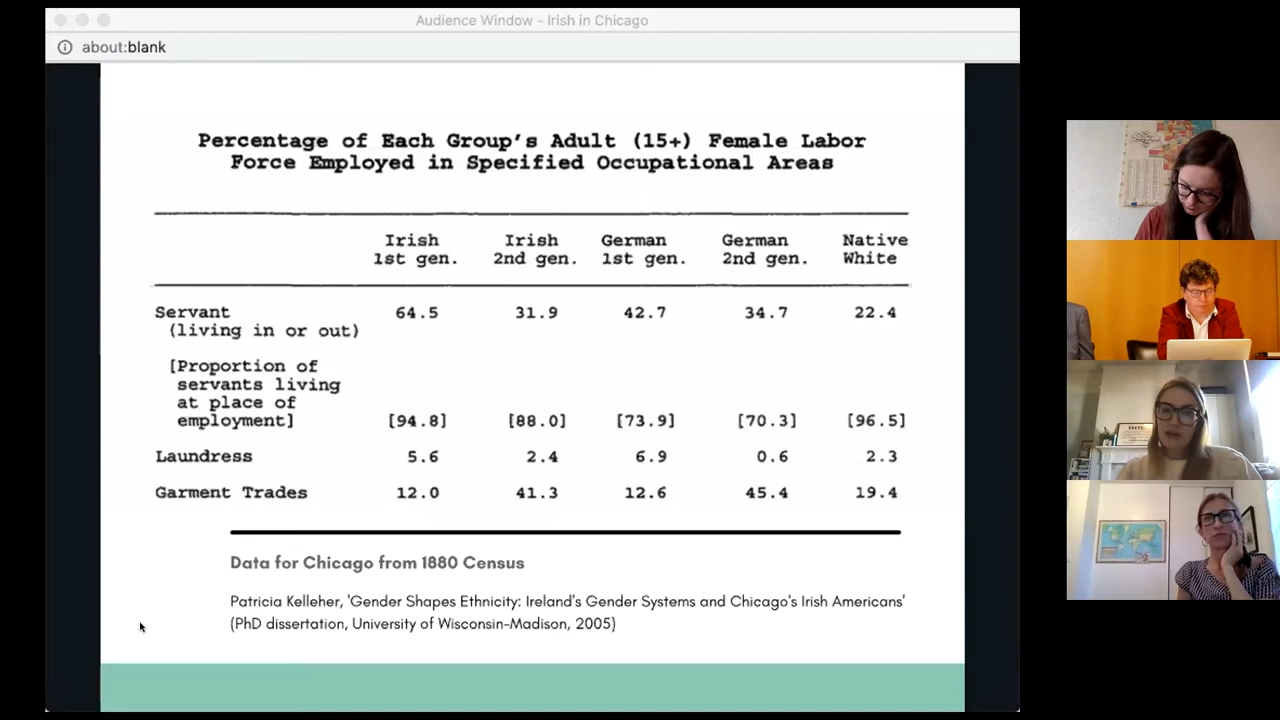 Audience Window - Irish in Chicago
about:blank
Percentage of Each Group's Adult (15+) Female Labor
Force Employed in Specified Occupational Areas
Irish 1st gen. Irish 2nd gen. German 1st gen. German 2nd gen. Native White
Servant 64.5 31.9 42.7 34.7 22.4
(living in or out)
[Proportion of
servants living
at place of
employment] [94.8] [88.0] [73.9] [70.3] [96.5]
Laundress 5.6 2.4 6.9 0.6 2.3
Garment Trades 12.0 41.3 12.6 45.4 19.4
Data for Chicago from 1880 Census
Patricia Kelleher, 'Gender Shapes Ethnicity: Ireland's Gender Systems and Chicago's Irish Americans'
(PhD dissertation, University of Wisconsin-Madison, 2005)